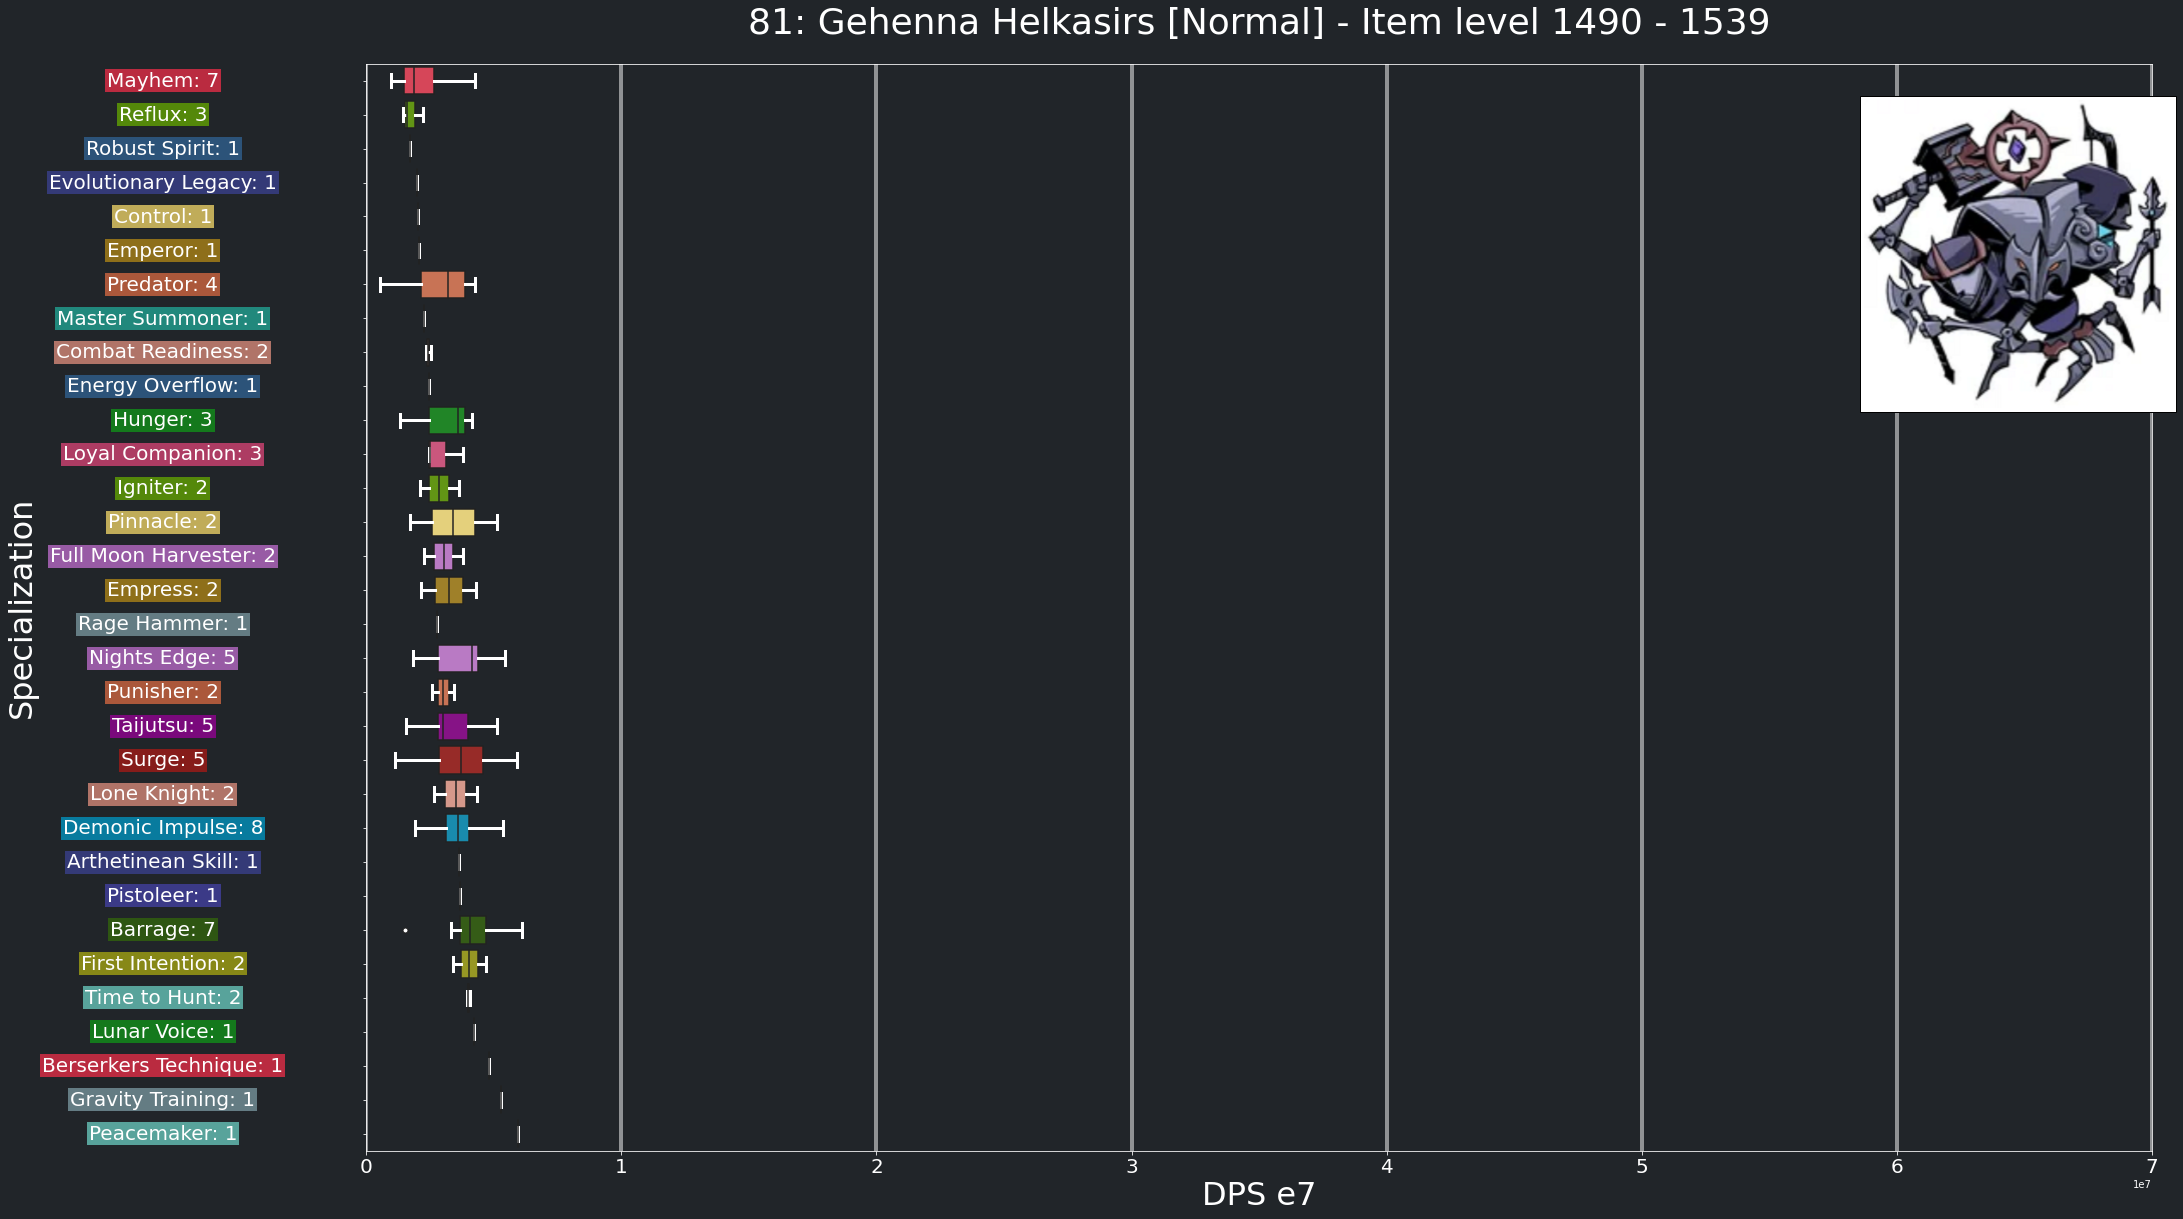 81: Gehenna Helkasirs [Normal] - Item level 1490 - 1539
Mayhem: 7
Reflux: 3
Robust Spirit: 1
Evolutionary Legacy: 1
Control: 1
Emperor: 1
Predator: 4
Master Summoner: 1
Combat Readiness: 2
Energy Overflow: 1
Hunger: 3
Loyal Companion: 3
Igniter: 2
Pinnacle: 2
Full Moon Harvester: 2
Empress: 2
Rage Hammer: 1
Nights Edge: 5
Punisher: 2
Taijutsu: 5
Surge: 5
Lone Knight: 2
Demonic Impulse: 8
Arthetinean Skill: 1
Pistoleer: 1
Barrage: 7
First Intention: 2
Time to Hunt: 2
Lunar Voice: 1
Berserkers Technique: 1
Gravity Training: 1
Peacemaker: 1
Specialization
0 1 2 3 4 5 6 7
1e7
DPS e7